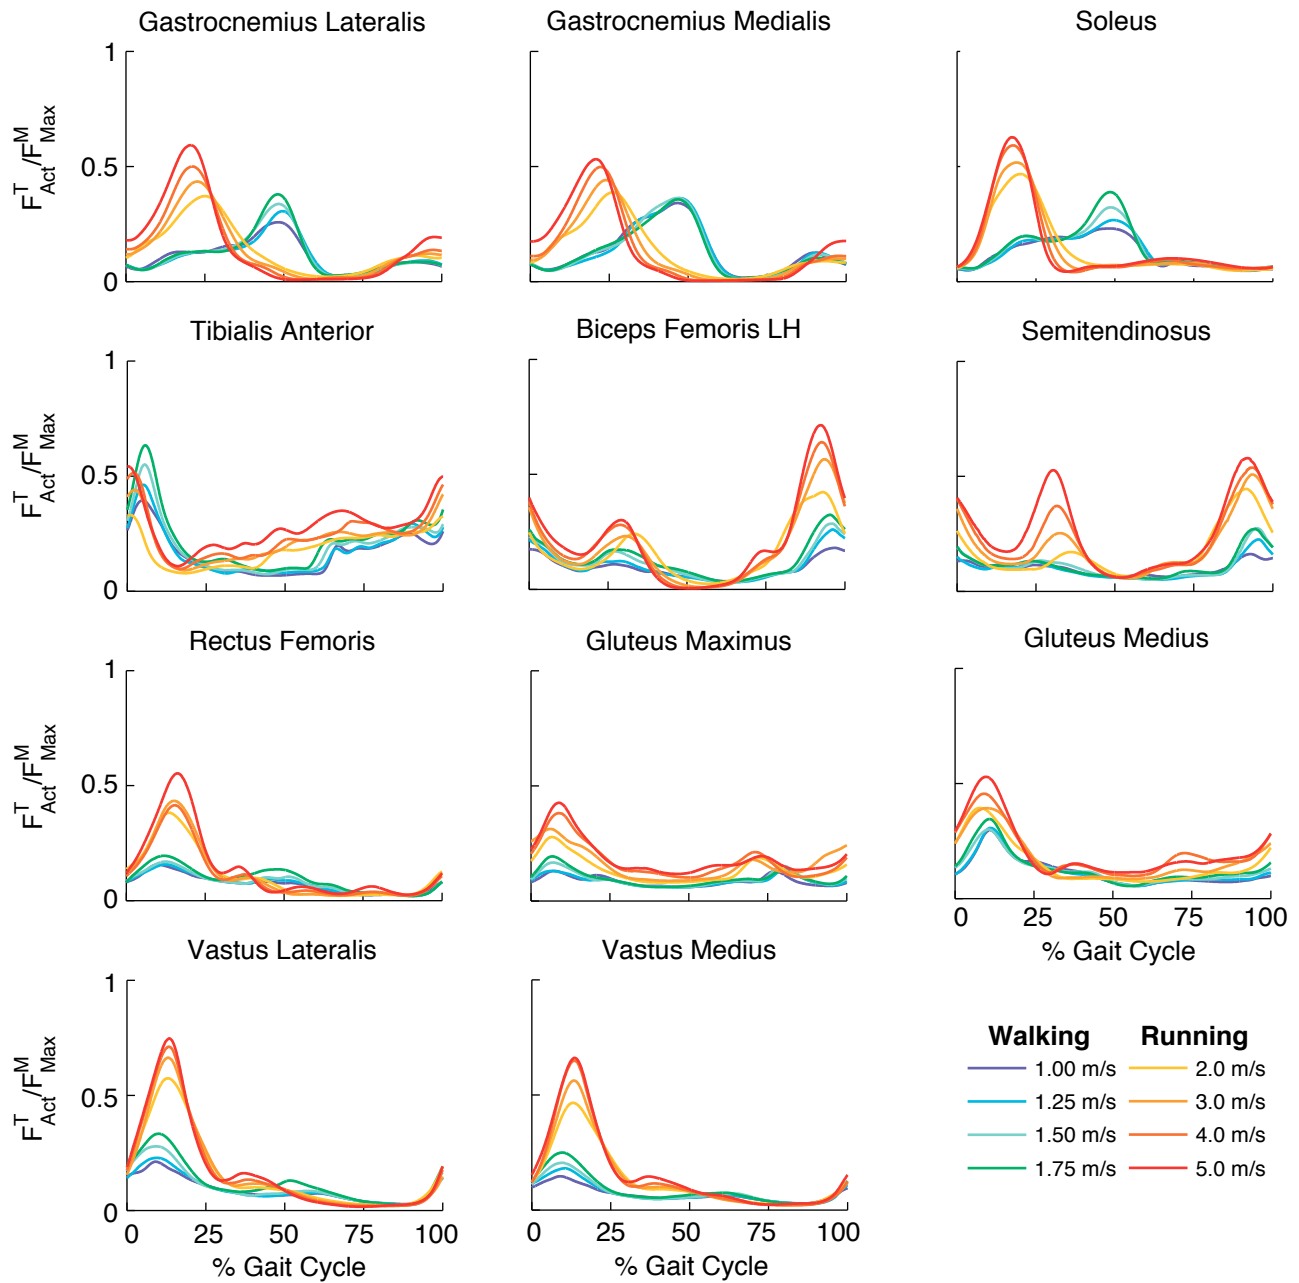 Gastrocnemius Lateralis
Gastrocnemius Medialis
Soleus
1
0.5
0
F^T_Act/F^M_Max
Tibialis Anterior
Biceps Femoris LH
Semitendinosus
1
0.5
0
F^T_Act/F^M_Max
Rectus Femoris
Gluteus Maximus
Gluteus Medius
1
0.5
0
F^T_Act/F^M_Max
0 25 50 75 100
% Gait Cycle
Vastus Lateralis
Vastus Medius
1
0.5
0
F^T_Act/F^M_Max
0 25 50 75 100
% Gait Cycle
0 25 50 75 100
% Gait Cycle
Walking Running
1.00 m/s 2.0 m/s
1.25 m/s 3.0 m/s
1.50 m/s 4.0 m/s
1.75 m/s 5.0 m/s